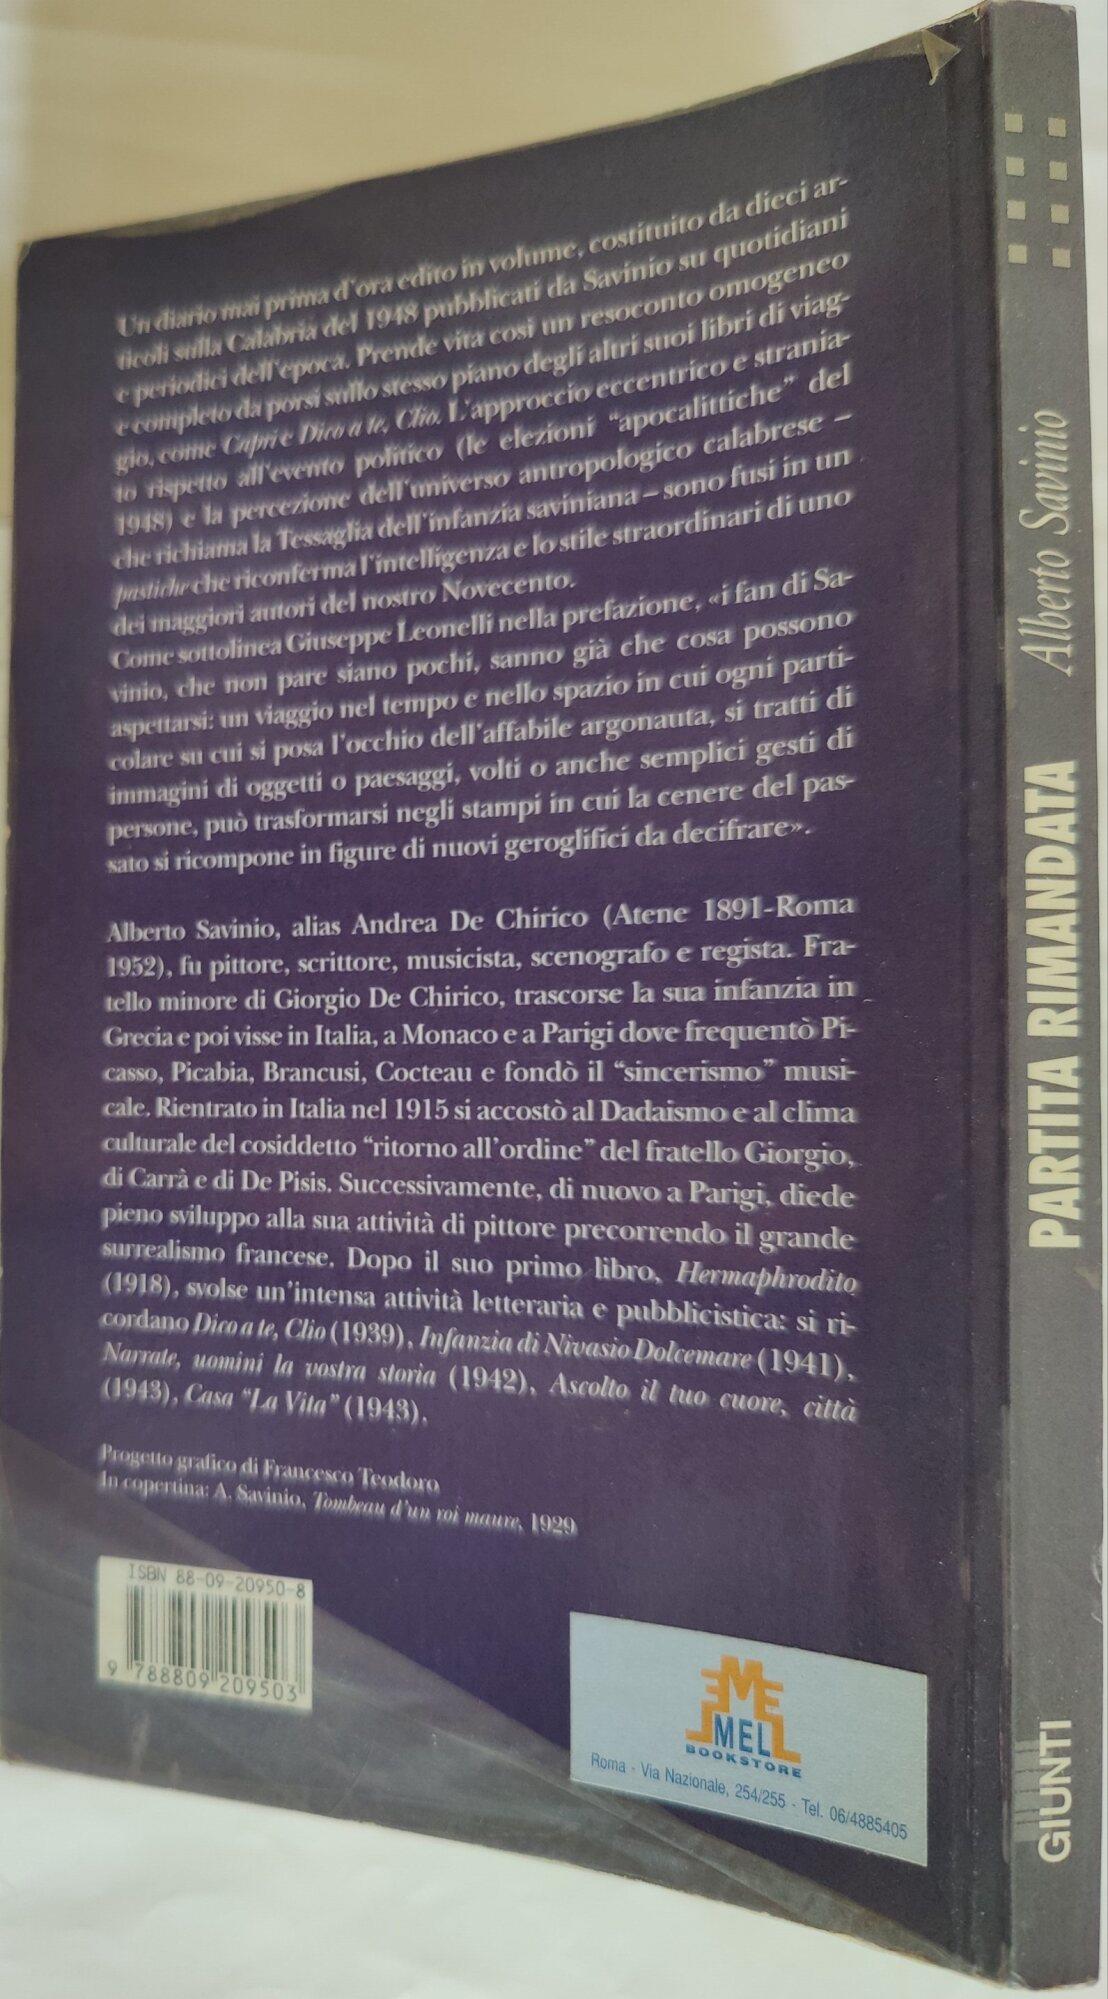 Un diario mai prima d'ora edito in volume, costituito da dieci ar-
ticoli sulla Calabria del 1948 pubblicati da Savinio su quotidiani
e periodici dell'epoca. Prende vita così un resoconto omogeneo
e completo da porsi sullo stesso piano degli altri suoi libri di viag-
gio, come Capri e Dico a te, Clio. L'approccio eccentrico e strania-
to rispetto all'evento politico (le elezioni "apocalittiche" del
1948) e la percezione dell'universo antropologico calabrese –
che richiama la Tessaglia dell'infanzia saviniana – sono fusi in un
pastiche che riconferma l'intelligenza e lo stile straordinari di uno
dei maggiori autori del nostro Novecento.
Come sottolinea Giuseppe Leonelli nella prefazione, «i fan di Sa-
vinio, che non pare siano pochi, sanno già che cosa possono
aspettarsi: un viaggio nel tempo e nello spazio in cui ogni parti-
colare su cui si posa l'occhio dell'affabile argonauta, si tratti di
immagini di oggetti o paesaggi, volti o anche semplici gesti di
persone, può trasformarsi negli stampi in cui la cenere del pas-
sato si ricompone in figure di nuovi geroglifici da decifrare».
Alberto Savinio, alias Andrea De Chirico (Atene 1891-Roma
1952), fu pittore, scrittore, musicista, scenografo e regista. Fra-
tello minore di Giorgio De Chirico, trascorse la sua infanzia in
Grecia e poi visse in Italia, a Monaco e a Parigi dove frequentò Pi-
casso, Picabia, Brancusi, Cocteau e fondò il "sincerismo" musi-
cale. Rientrato in Italia nel 1915 si accostò al Dadaismo e al clima
culturale del cosiddetto "ritorno all'ordine" del fratello Giorgio,
di Carrà e di De Pisis. Successivamente, di nuovo a Parigi, diede
pieno sviluppo alla sua attività di pittore precorrendo il grande
surrealismo francese. Dopo il suo primo libro, Hermaphrodito
(1918), svolse un'intensa attività letteraria e pubblicistica: si ri-
cordano Dico a te, Clio (1939), Infanzia di Nivasio Dolcemare (1941),
Narrate, uomini la vostra storia (1942), Ascolto il tuo cuore, città
(1943), Casa "La Vita" (1943).
Progetto grafico di Francesco Teodoro
In copertina: A. Savinio, Tombeau d'un roi maure, 1929
ISBN 88-09-20950-8
9 788809 209503
MEL
BOOKSTORE
Roma - Via Nazionale, 254/255 - Tel. 06/4885405
Alberto Savinio
PARTITA RIMANDATA
GIUNTI